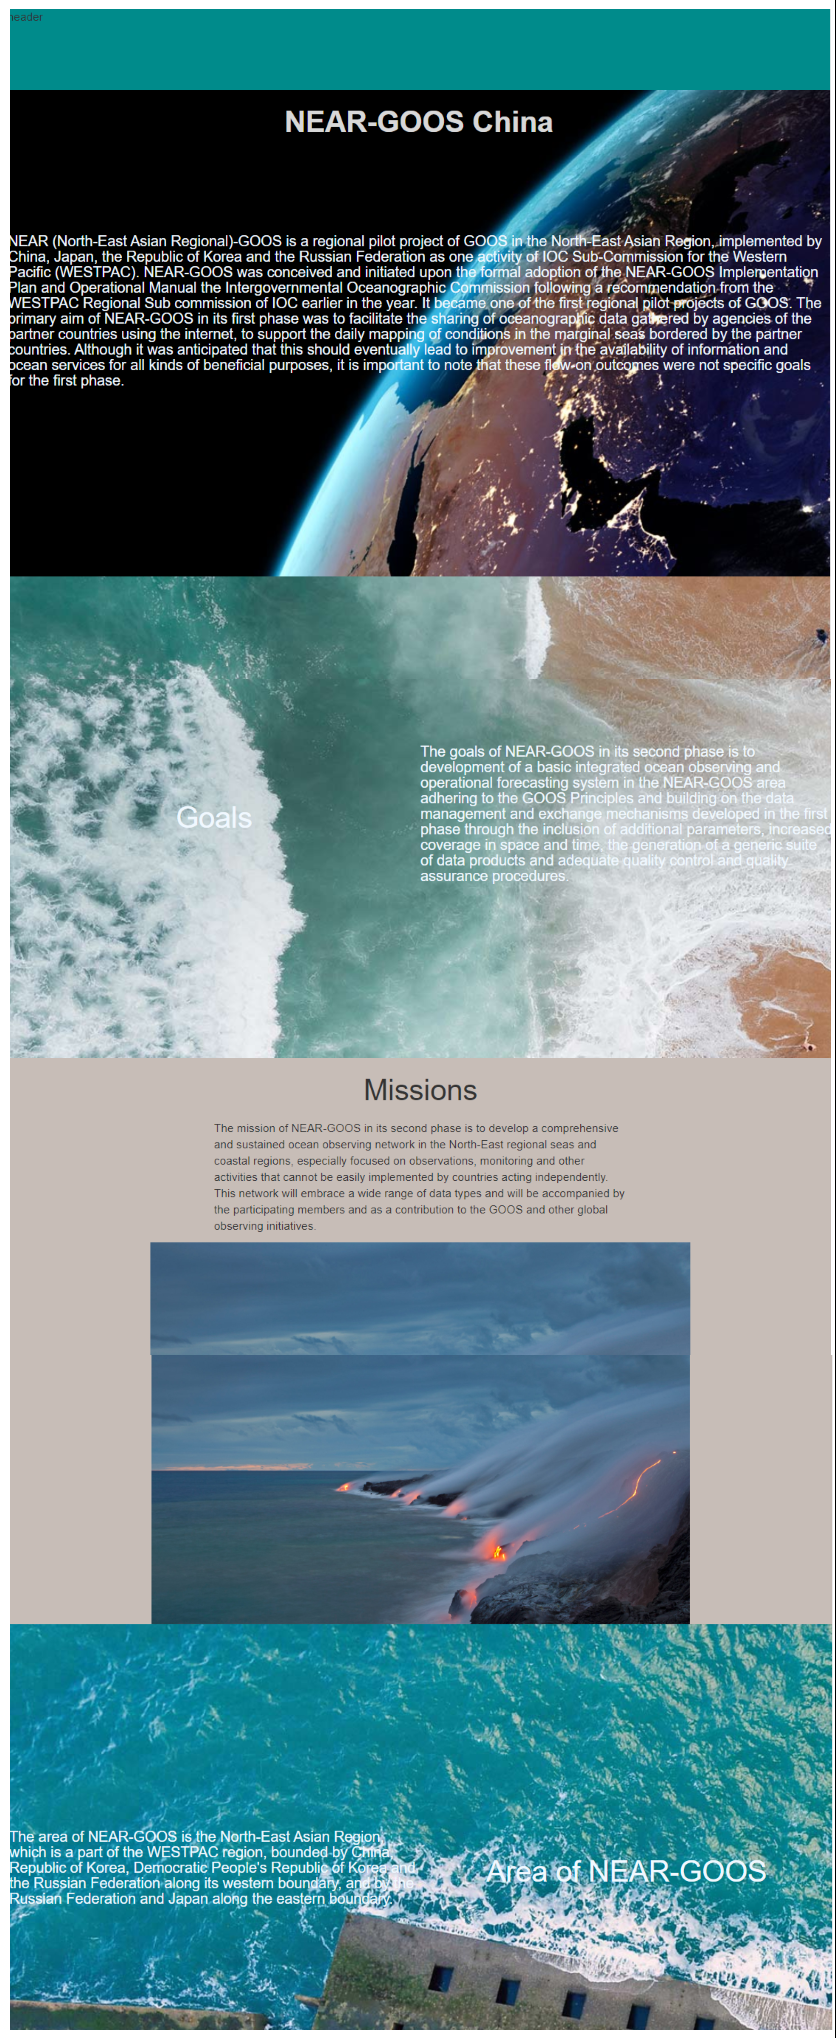 header
NEAR-GOOS China
NEAR (North-East Asian Regional)-GOOS is a regional pilot project of GOOS in the North-East Asian Region, implemented by
China, Japan, the Republic of Korea and the Russian Federation as one activity of IOC Sub-Commission for the Western
Pacific (WESTPAC). NEAR-GOOS was conceived and initiated upon the formal adoption of the NEAR-GOOS Implementation
Plan and Operational Manual the Intergovernmental Oceanographic Commission following a recommendation from the
WESTPAC Regional Sub commission of IOC earlier in the year. It became one of the first regional pilot projects of GOOS. The
primary aim of NEAR-GOOS in its first phase was to facilitate the sharing of oceanographic data gathered by agencies of the
partner countries using the internet, to support the daily mapping of conditions in the marginal seas bordered by the partner
countries. Although it was anticipated that this should eventually lead to improvement in the availability of information and
ocean services for all kinds of beneficial purposes, it is important to note that these flow-on outcomes were not specific goals
for the first phase.
Goals
The goals of NEAR-GOOS in its second phase is to
development of a basic integrated ocean observing and
operational forecasting system in the NEAR-GOOS area
adhering to the GOOS Principles and building on the data
management and exchange mechanisms developed in the first
phase through the inclusion of additional parameters, increased
coverage in space and time, the generation of a generic suite
of data products and adequate quality control and quality
assurance procedures.
Missions
The mission of NEAR-GOOS in its second phase is to develop a comprehensive
and sustained ocean observing network in the North-East regional seas and
coastal regions, especially focused on observations, monitoring and other
activities that cannot be easily implemented by countries acting independently.
This network will embrace a wide range of data types and will be accompanied by
the participating members and as a contribution to the GOOS and other global
observing initiatives.
The area of NEAR-GOOS is the North-East Asian Region,
which is a part of the WESTPAC region, bounded by China,
Republic of Korea, Democratic People's Republic of Korea and
the Russian Federation along its western boundary, and by the
Russian Federation and Japan along the eastern boundary.
Area of NEAR-GOOS